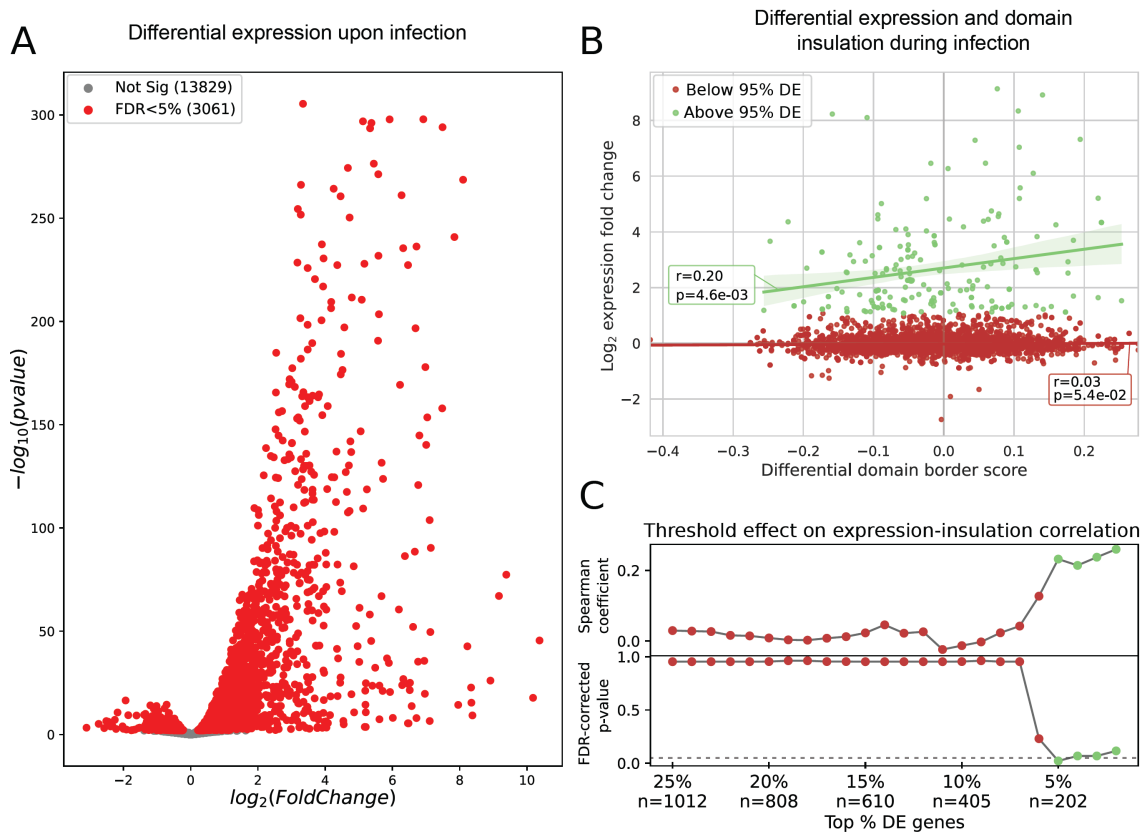 A
Differential expression upon infection
Not Sig (13829)
FDR<5% (3061)
300
250
200
150
100
50
0
−log10(pvalue)
−2
0
2
4
6
8
10
log2(FoldChange)
B
Differential expression and domain
insulation during infection
Below 95% DE
Above 95% DE
8
6
4
2
0
−2
Log2 expression fold change
r=0.20
p=4.6e-03
r=0.03
p=5.4e-02
−0.4
−0.3
−0.2
−0.1
0.0
0.1
0.2
Differential domain border score
C
Threshold effect on expression-insulation correlation
Spearman
coefficient
0.2
0.0
FDR-corrected
p-value
1.0
0.5
0.0
25%
20%
15%
10%
5%
n=1012
n=808
n=610
n=405
n=202
Top % DE genes